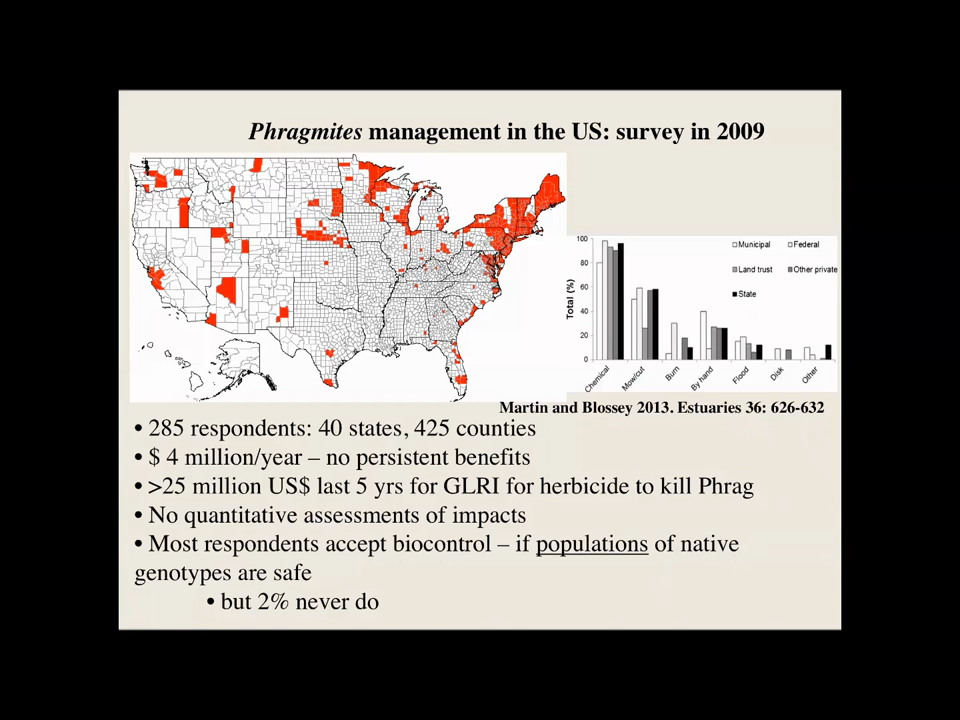 Phragmites management in the US: survey in 2009
100
80
60
40
20
0
Total (%)
Municipal
Federal
Land trust
Other private
State
Chemical
Mow/cut
Burn
By hand
Flood
Disk
Other
Martin and Blossey 2013. Estuaries 36: 626-632
• 285 respondents: 40 states, 425 counties
• $ 4 million/year – no persistent benefits
• >25 million US$ last 5 yrs for GLRI for herbicide to kill Phrag
• No quantitative assessments of impacts
• Most respondents accept biocontrol – if populations of native
genotypes are safe
• but 2% never do